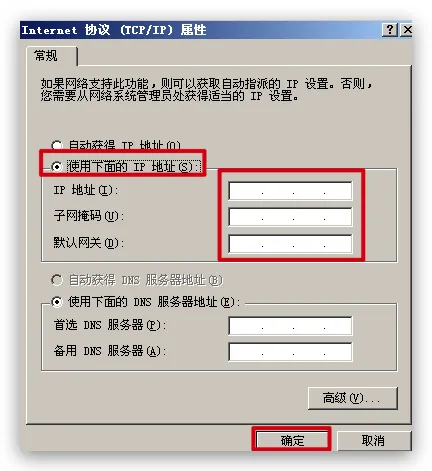 Internet 协议 (TCP/IP) 属性
常规
如果网络支持此功能，则可以获取自动指派的 IP 设置。否则，
您需要从网络系统管理员处获得适当的 IP 设置。
自动获得 IP 地址(O)
使用下面的 IP 地址(S):
IP 地址(I):
子网掩码(U):
默认网关(D):
自动获得 DNS 服务器地址(B)
使用下面的 DNS 服务器地址(E):
首选 DNS 服务器(P):
备用 DNS 服务器(A):
高级(V)...
确定
取消